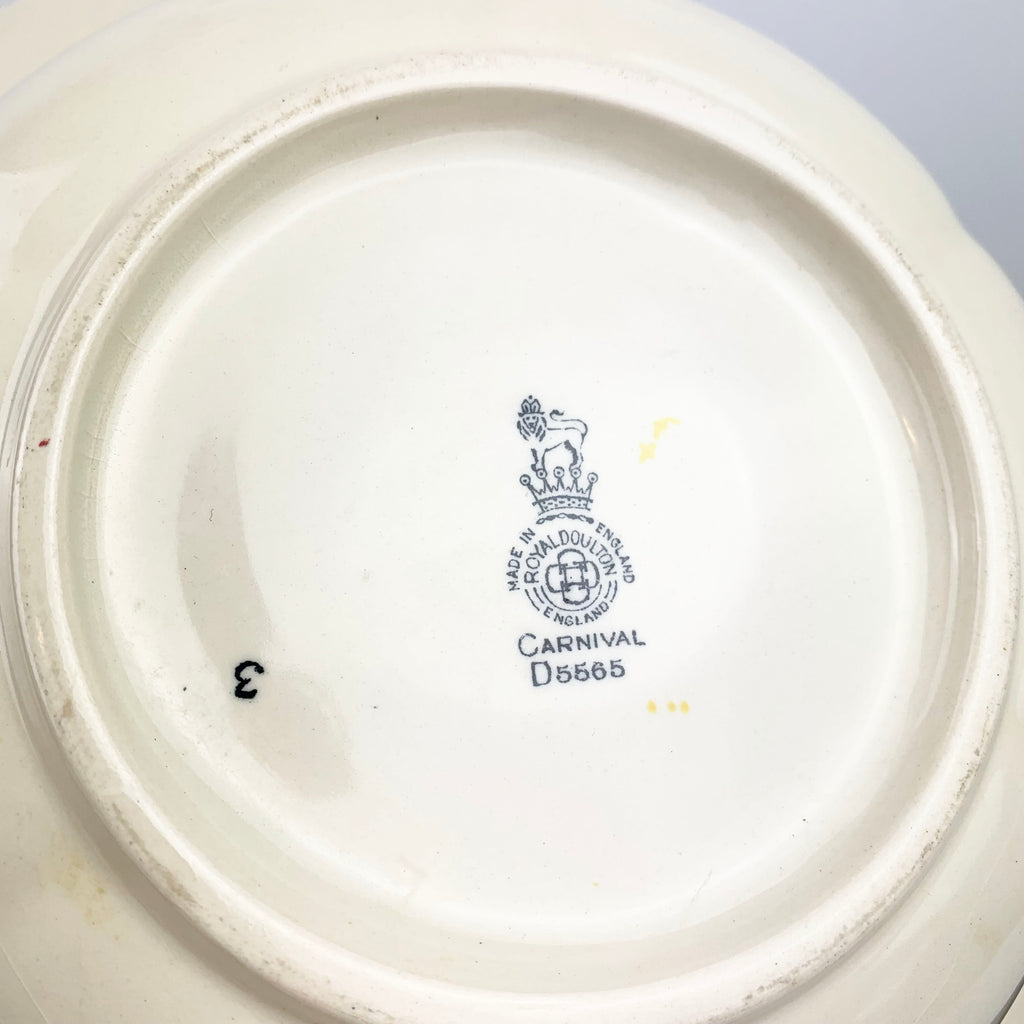 MADE IN ENGLAND
ROYAL DOULTON
ENGLAND
CARNIVAL
D5565
3